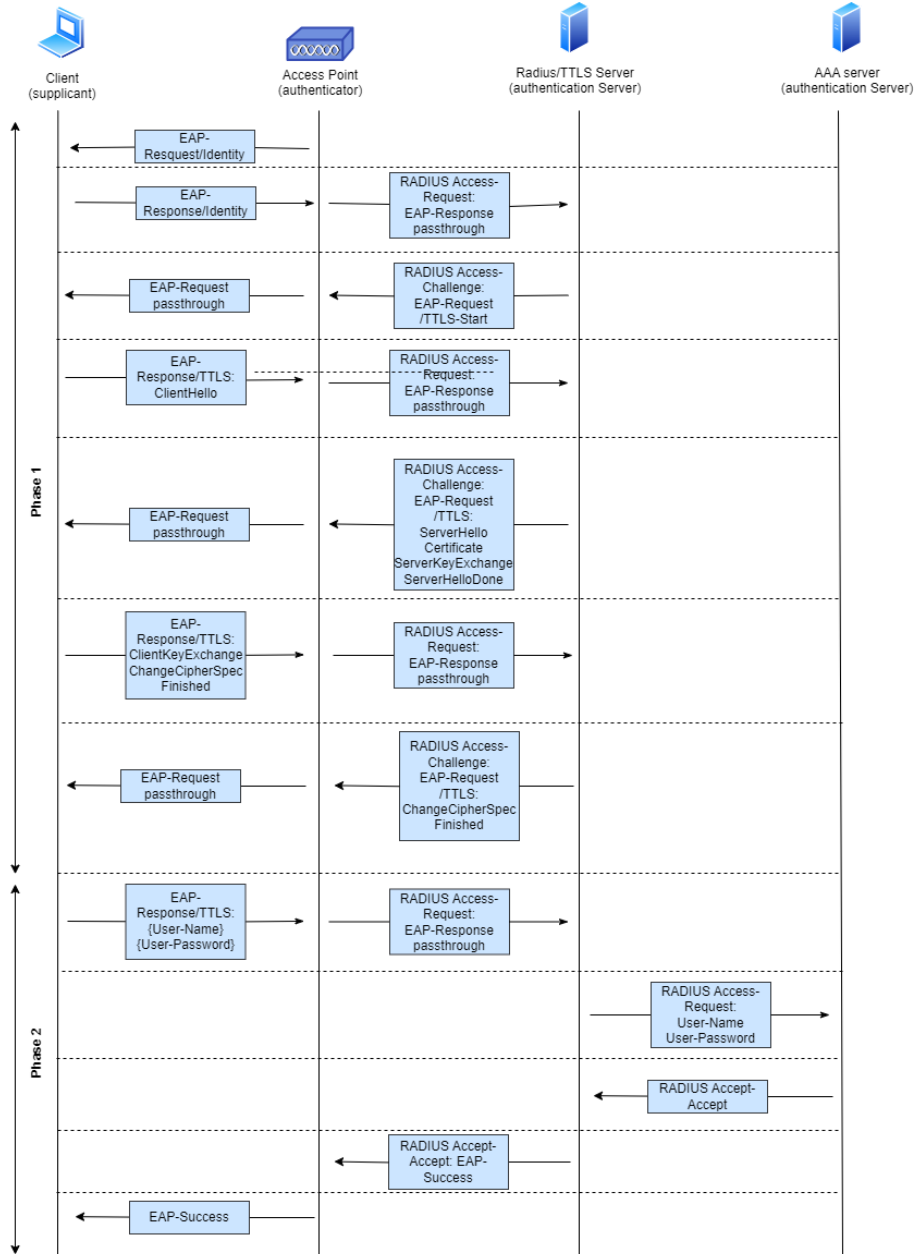 Client
(supplicant)
Access Point
(authenticator)
Radius/TTLS Server
(authentication Server)
AAA server
(authentication Server)
Phase 1
EAP-
Resquest/Identity
EAP-
Response/Identity
RADIUS Access-
Request:
EAP-Response
passthrough
EAP-Request
passthrough
RADIUS Access-
Challenge:
EAP-Request
/TTLS-Start
EAP-
Response/TTLS:
ClientHello
RADIUS Access-
Request:
EAP-Response
passthrough
EAP-Request
passthrough
RADIUS Access-
Challenge:
EAP-Request
/TTLS:
ServerHello
Certificate
ServerKeyExchange
ServerHelloDone
EAP-
Response/TTLS:
ClientKeyExchange
ChangeCipherSpec
Finished
RADIUS Access-
Request:
EAP-Response
passthrough
EAP-Request
passthrough
RADIUS Access-
Challenge:
EAP-Request
/TTLS:
ChangeCipherSpec
Finished
Phase 2
EAP-
Response/TTLS:
{User-Name}
{User-Password}
RADIUS Access-
Request:
EAP-Response
passthrough
RADIUS Access-
Request:
User-Name
User-Password
RADIUS Accept-
Accept
RADIUS Accept-
Accept: EAP-
Success
EAP-Success